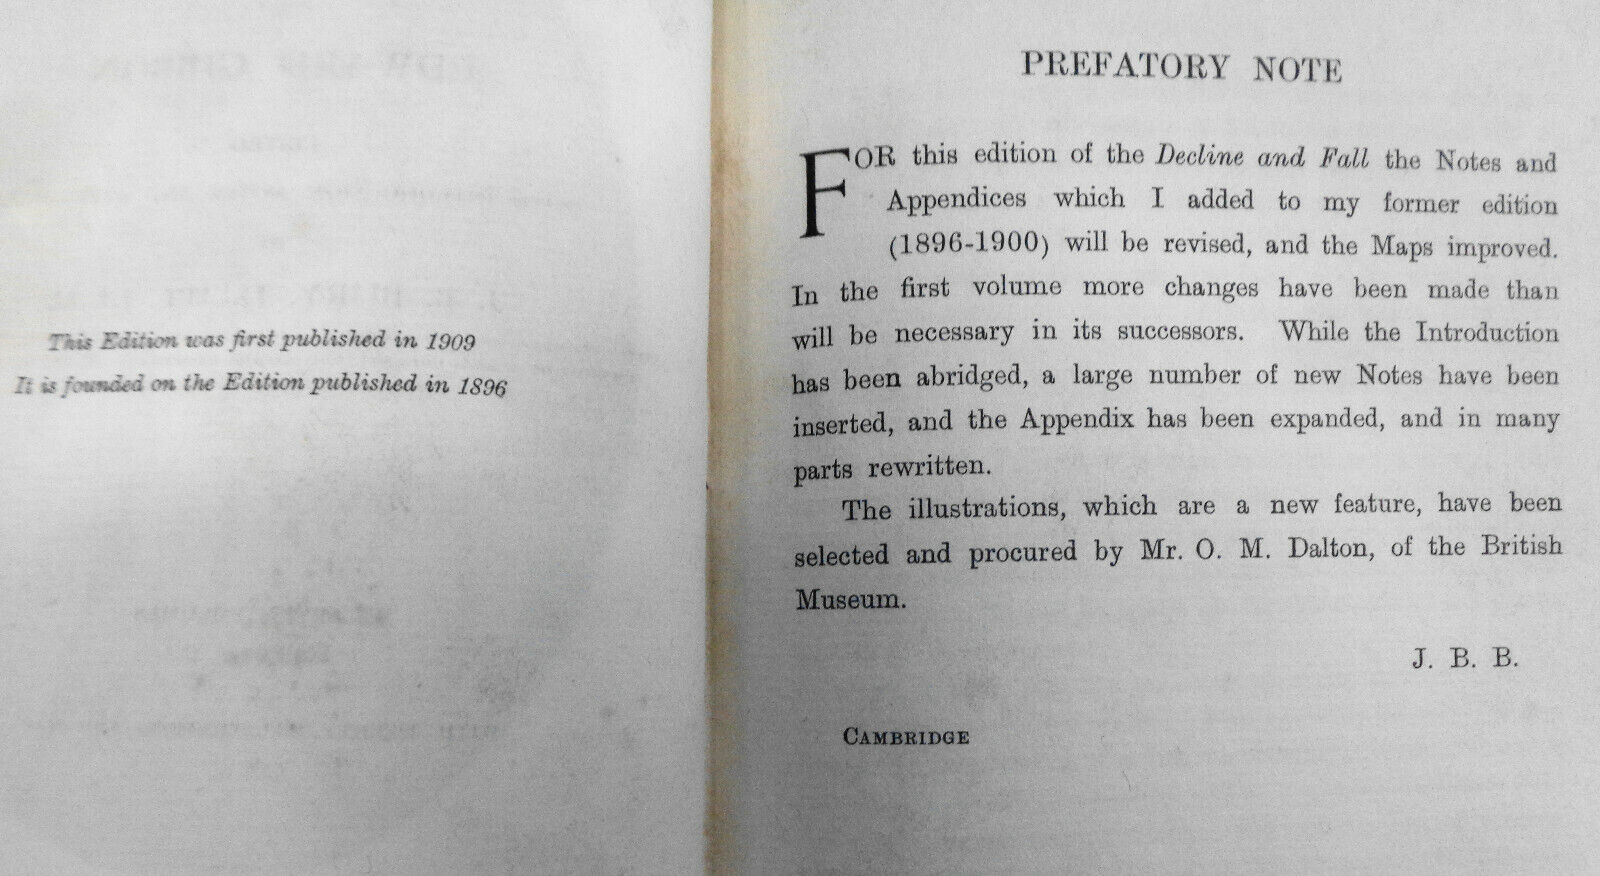 This Edition was first published in 1909
It is founded on the Edition published in 1896
PREFATORY NOTE
FOR this edition of the Decline and Fall the Notes and
Appendices which I added to my former edition
(1896-1900) will be revised, and the Maps improved.
In the first volume more changes have been made than
will be necessary in its successors. While the Introduction
has been abridged, a large number of new Notes have been
inserted, and the Appendix has been expanded, and in many
parts rewritten.
The illustrations, which are a new feature, have been
selected and procured by Mr. O. M. Dalton, of the British
Museum.
J. B. B.
CAMBRIDGE